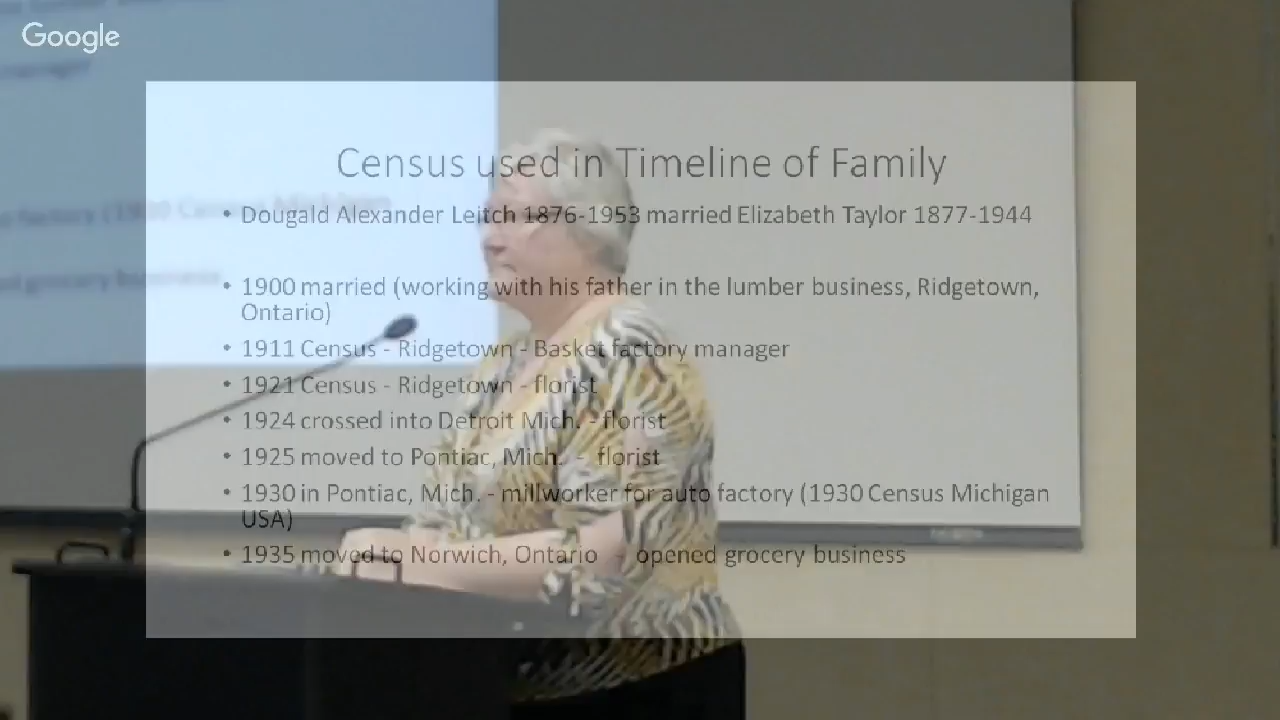 Google
Census used in Timeline of Family
• Dougald Alexander Leitch 1876-1953 married Elizabeth Taylor 1877-1944
• 1900 married (working with his father in the lumber business, Ridgetown,
Ontario)
• 1911 Census - Ridgetown - Basket factory manager
• 1921 Census - Ridgetown - florist
• 1924 crossed into Detroit Mich. - florist
• 1925 moved to Pontiac, Mich. - florist
• 1930 in Pontiac, Mich. - millworker for auto factory (1930 Census Michigan
USA)
• 1935 moved to Norwich, Ontario opened grocery business